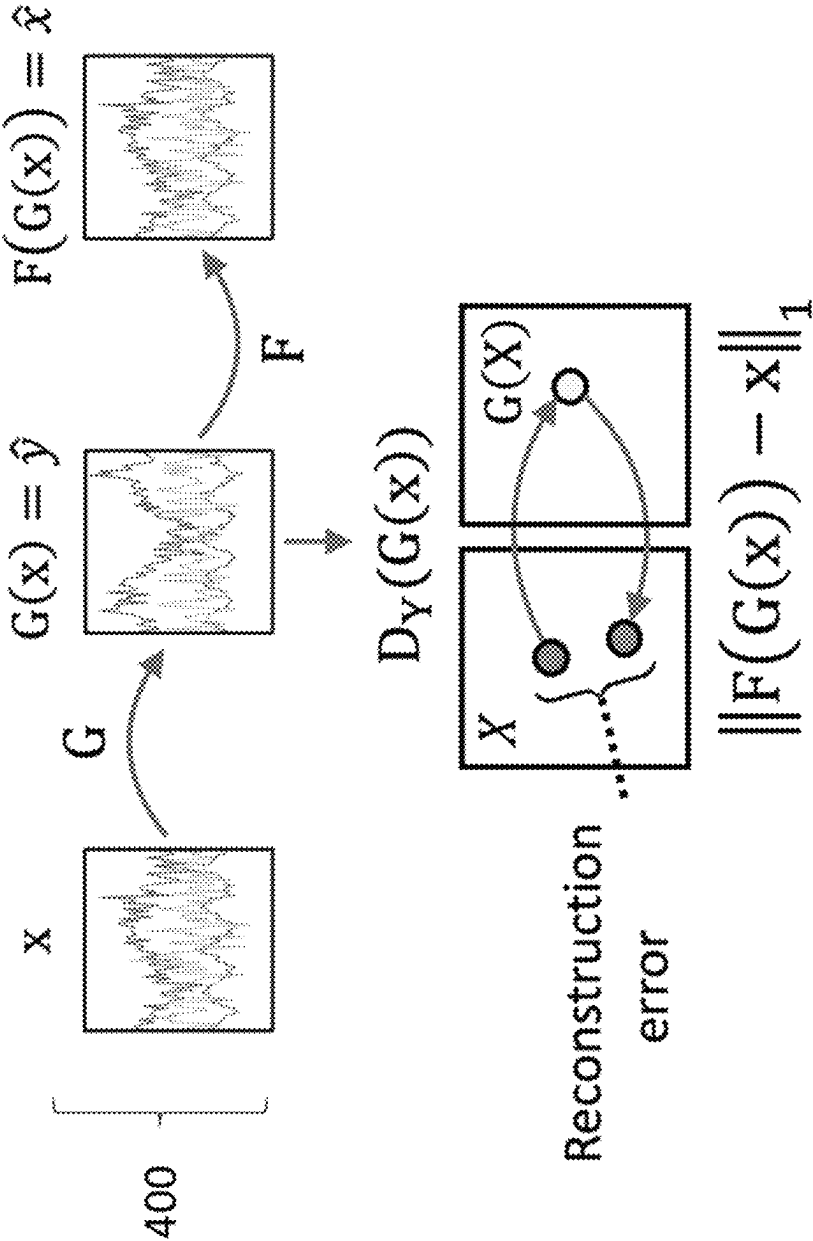 400
x
G
G(x) = ŷ
F
F(G(x)) = x̂
D_Y(G(x))
X
G(X)
Reconstruction
error
‖F(G(x)) − x‖₁